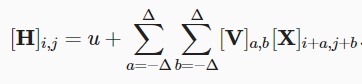 [𝐇]_{i,j} = u + \sum_{a=-\Delta}^{\Delta} \sum_{b=-\Delta}^{\Delta} [𝐕]_{a,b} [𝐗]_{i+a,j+b}.